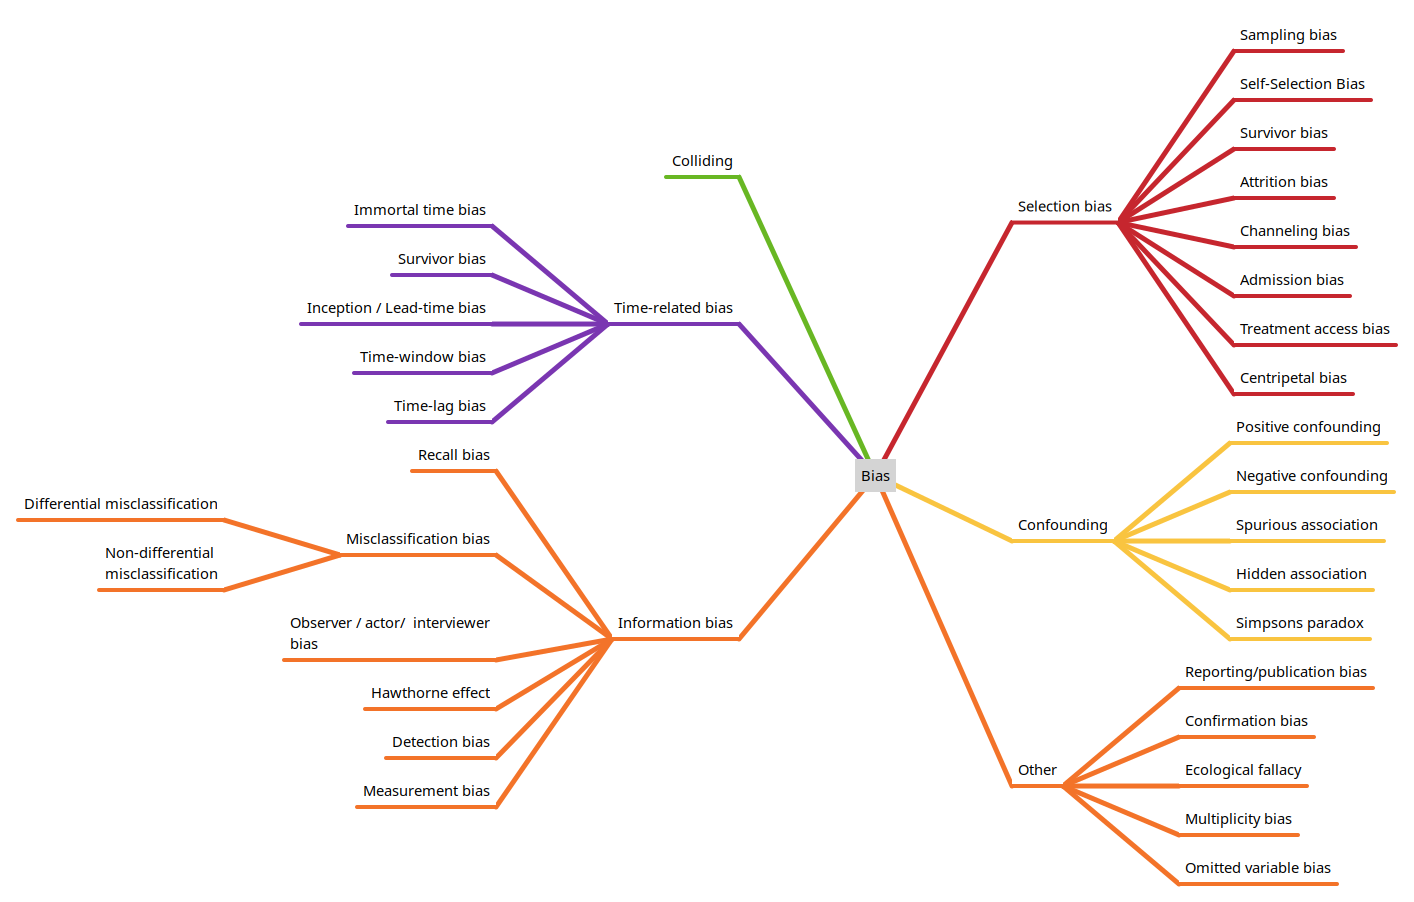 Bias
Selection bias
Sampling bias
Self-Selection Bias
Survivor bias
Attrition bias
Channeling bias
Admission bias
Treatment access bias
Centripetal bias
Confounding
Positive confounding
Negative confounding
Spurious association
Hidden association
Simpsons paradox
Other
Reporting/publication bias
Confirmation bias
Ecological fallacy
Multiplicity bias
Omitted variable bias
Colliding
Time-related bias
Immortal time bias
Survivor bias
Inception / Lead-time bias
Time-window bias
Time-lag bias
Information bias
Recall bias
Misclassification bias
Differential misclassification
Non-differential
misclassification
Observer / actor/  interviewer
bias
Hawthorne effect
Detection bias
Measurement bias